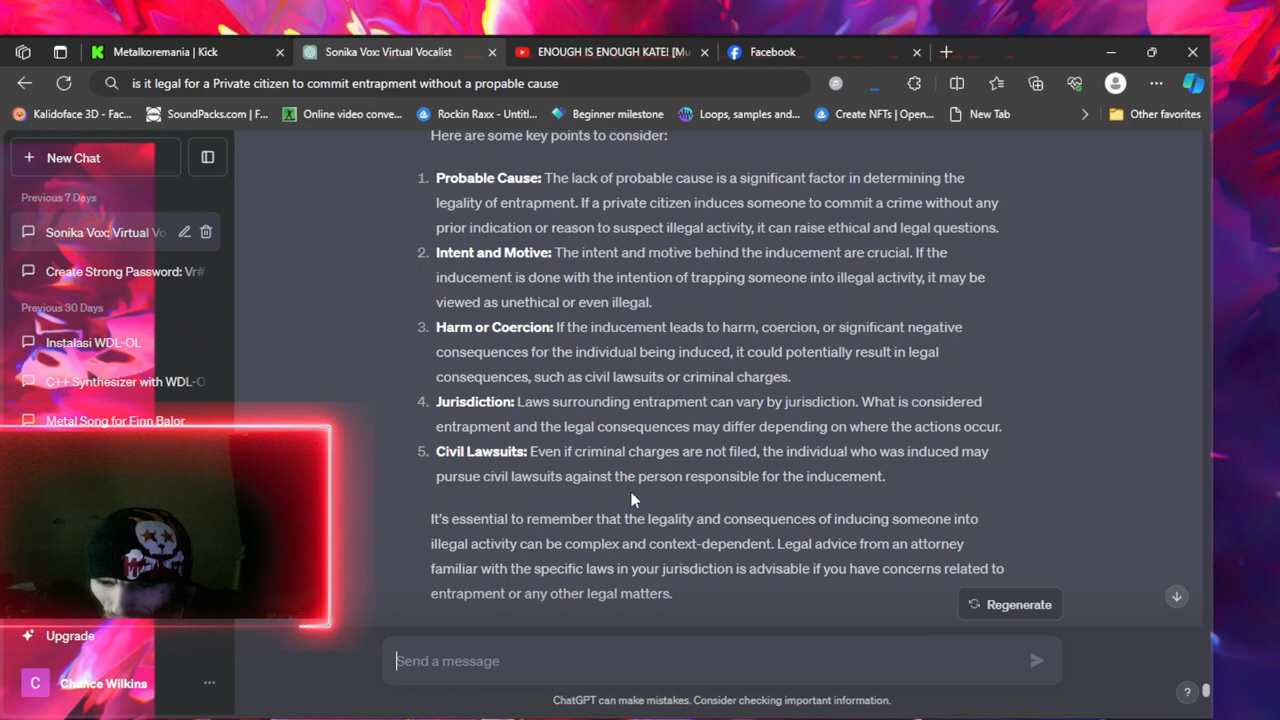 Metalkoremania | Kick
Sonika Vox: Virtual Vocalist
ENOUGH IS ENOUGH KATE! [Mu
Facebook
is it legal for a Private citizen to commit entrapment without a propable cause
Kalidoface 3D - Fac...
SoundPacks.com | F...
Online video conve...
Rockin Raxx - Untitl...
Beginner milestone
Loops, samples and...
Create NFTs | Open...
New Tab
Other favorites
New Chat
Previous 7 Days
Sonika Vox: Virtual Vo
Create Strong Password: Vr#
Previous 30 Days
Instalasi WDL-OL
C++ Synthesizer with WDL-O
Metal Song for Finn Balor
Upgrade
C Chance Wilkins
Here are some key points to consider:
1. Probable Cause: The lack of probable cause is a significant factor in determining the
legality of entrapment. If a private citizen induces someone to commit a crime without any
prior indication or reason to suspect illegal activity, it can raise ethical and legal questions.
2. Intent and Motive: The intent and motive behind the inducement are crucial. If the
inducement is done with the intention of trapping someone into illegal activity, it may be
viewed as unethical or even illegal.
3. Harm or Coercion: If the inducement leads to harm, coercion, or significant negative
consequences for the individual being induced, it could potentially result in legal
consequences, such as civil lawsuits or criminal charges.
4. Jurisdiction: Laws surrounding entrapment can vary by jurisdiction. What is considered
entrapment and the legal consequences may differ depending on where the actions occur.
5. Civil Lawsuits: Even if criminal charges are not filed, the individual who was induced may
pursue civil lawsuits against the person responsible for the inducement.
It's essential to remember that the legality and consequences of inducing someone into
illegal activity can be complex and context-dependent. Legal advice from an attorney
familiar with the specific laws in your jurisdiction is advisable if you have concerns related to
entrapment or any other legal matters.
Regenerate
Send a message
ChatGPT can make mistakes. Consider checking important information.
?